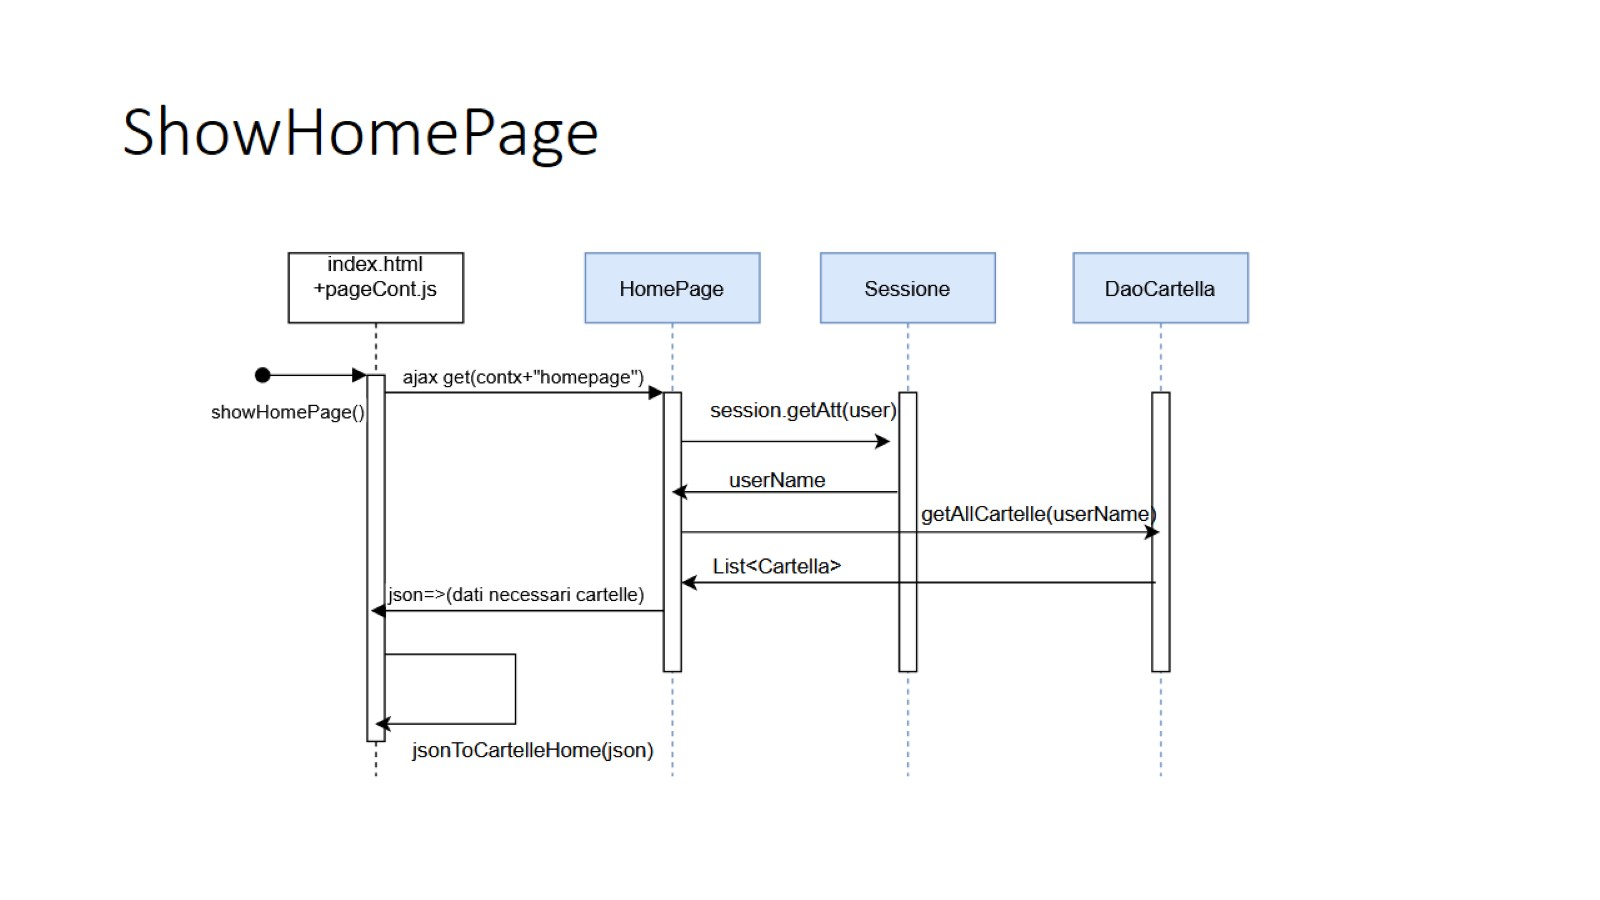 ShowHomePage
index.html
+pageCont.js
HomePage
Sessione
DaoCartella
ajax get(contx+"homepage")
showHomePage()
session.getAtt(user)
userName
getAllCartelle(userName)
List<Cartella>
json=>(dati necessari cartelle)
jsonToCartelleHome(json)